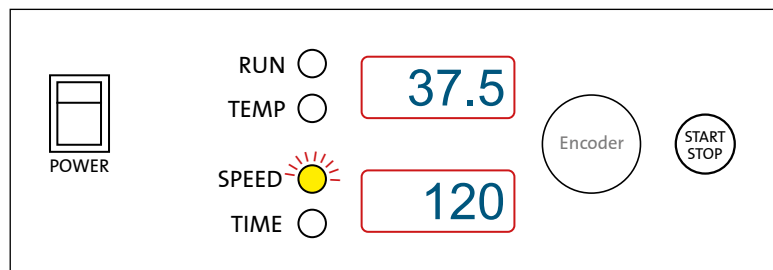 RUN
37.5
TEMP
POWER
Encoder
START
STOP
SPEED
120
TIME